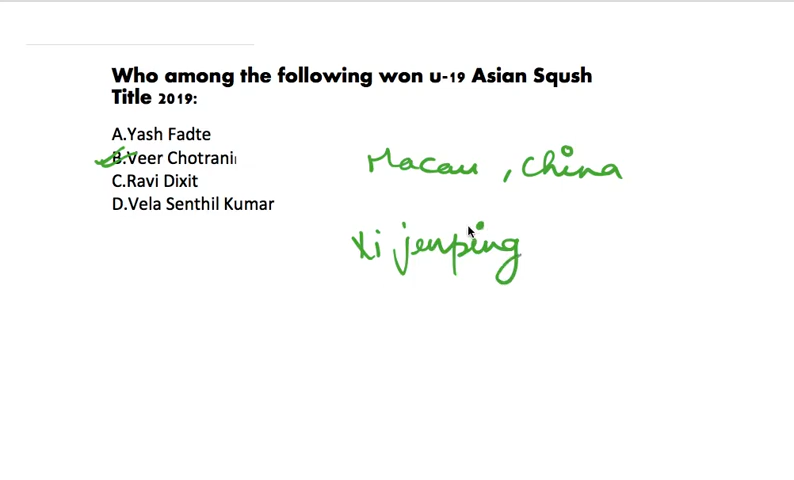 Who among the following won u-19 Asian Sqush
Title 2019:
A.Yash Fadte
B.Veer Chotrani
C.Ravi Dixit
D.Vela Senthil Kumar
Macau , China
Xi jenping